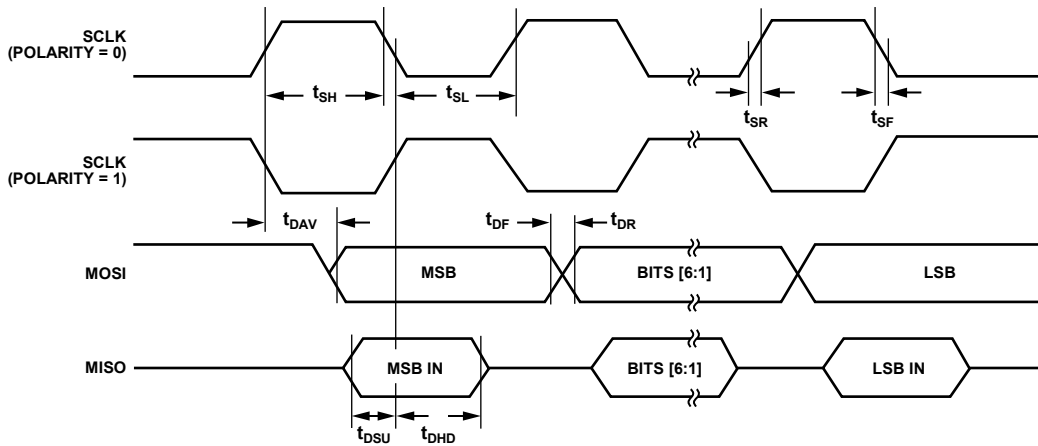 SCLK
(POLARITY = 0)
tSH
tSL
tSR
tSF
SCLK
(POLARITY = 1)
tDAV
tDF
tDR
MOSI
MSB
BITS [6:1]
LSB
MISO
MSB IN
BITS [6:1]
LSB IN
tDSU
tDHD